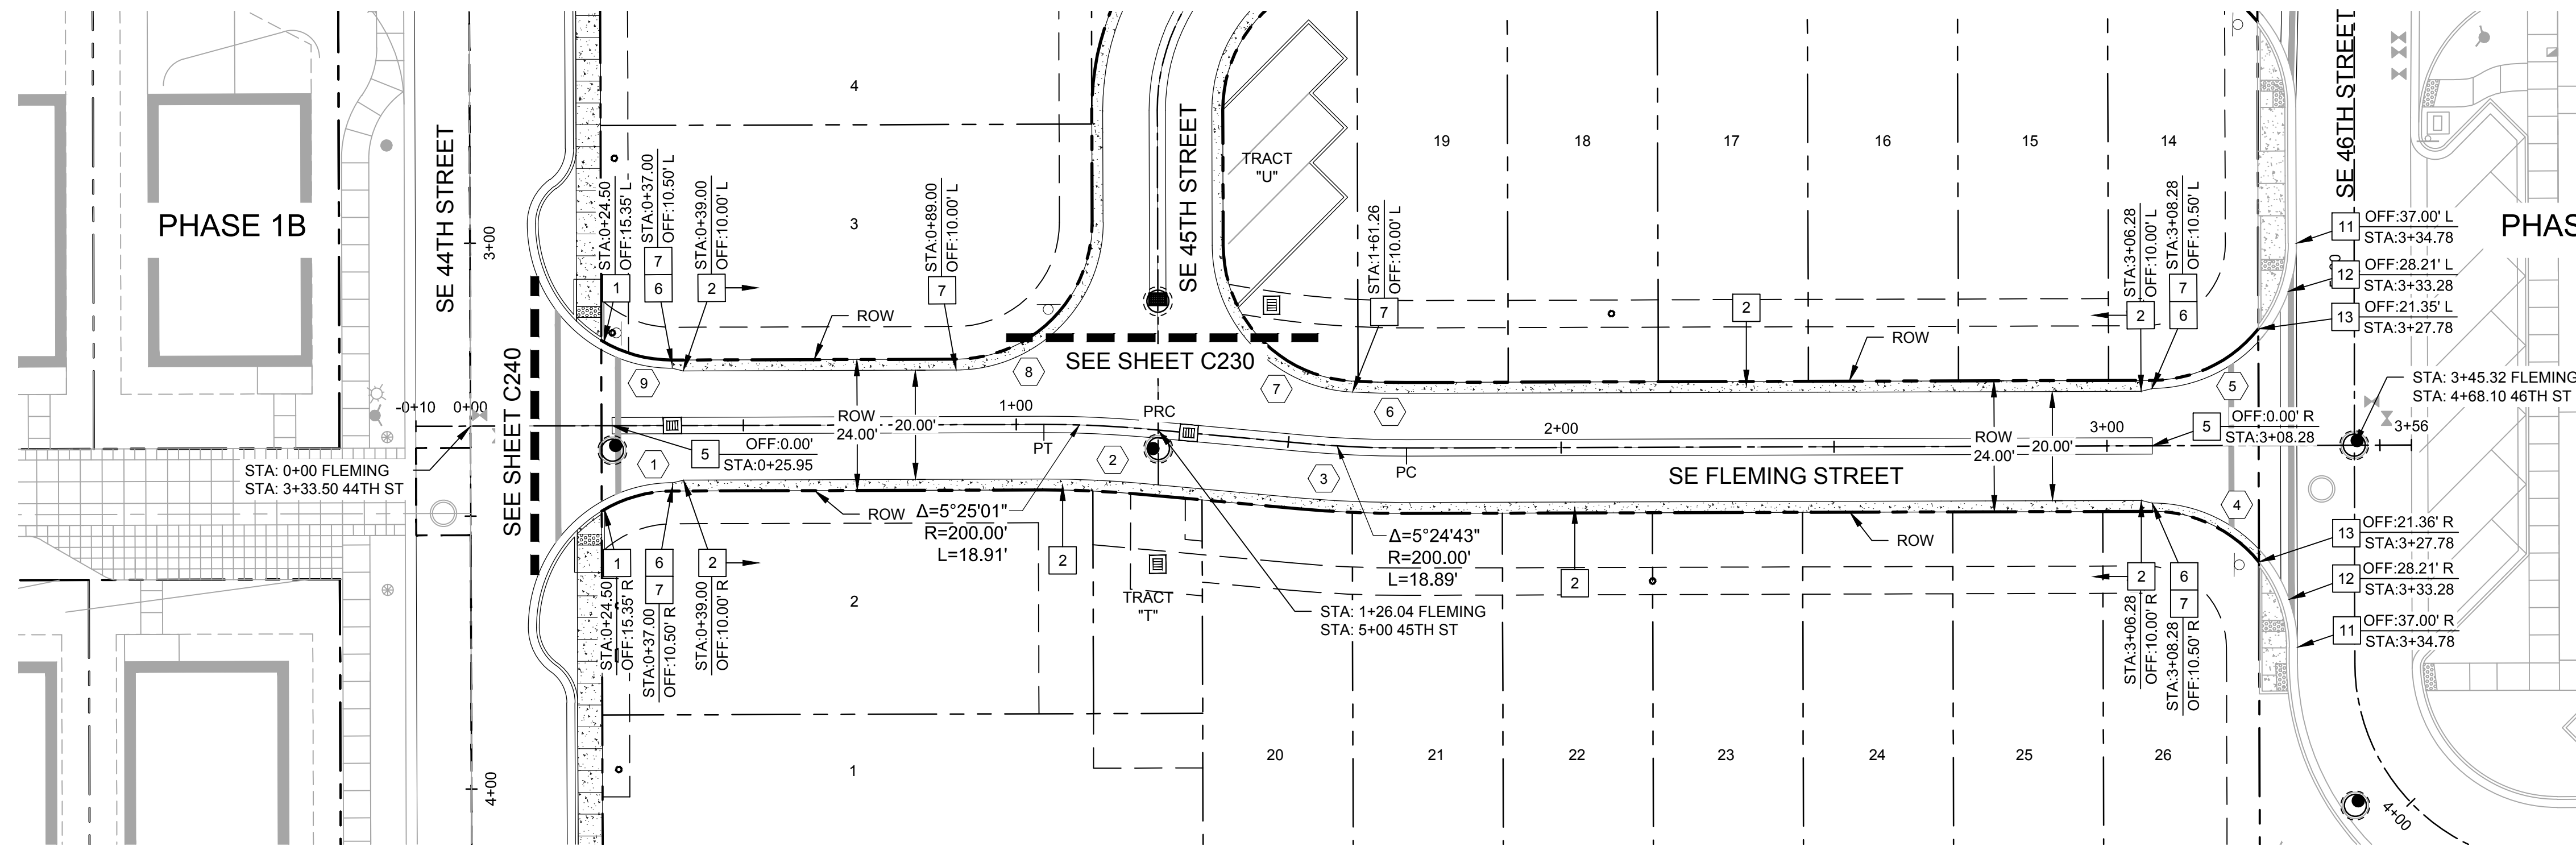 PHASE 1B
SE 44TH STREET
3+00
4+00
-0+10
0+00
STA: 0+00 FLEMING
STA: 3+33.50 44TH ST
SEE SHEET C240
4
3
2
1
STA:0+24.50
OFF:15.35' L
1
STA:0+37.00
OFF:10.50' L
7
6
STA:0+39.00
OFF:10.00' L
2
STA:0+89.00
OFF:10.00' L
7
ROW
9
8
SEE SHEET C230
SE 45TH STREET
TRACT
"U"
7
6
STA:1+61.26
OFF:10.00' L
7
19
18
17
16
15
14
2
ROW
STA:3+06.28
OFF:10.00' L
2
STA:3+08.28
OFF:10.50' L
7
6
SE 46TH STREET
PHAS
11
OFF:37.00' L
STA:3+34.78
12
OFF:28.21' L
STA:3+33.28
13
OFF:21.35' L
STA:3+27.78
5
STA: 3+45.32 FLEMING
STA: 4+68.10 46TH ST
5
OFF:0.00' R
STA:3+08.28
3+56
1
5
OFF:0.00'
STA:0+25.95
ROW
24.00'
20.00'
1+00
PT
PRC
2
3
PC
2+00
SE FLEMING STREET
ROW
24.00'
20.00'
3+00
4
ROW
Δ=5°25'01"
R=200.00'
L=18.91'
2
Δ=5°24'43"
R=200.00'
L=18.89'
STA: 1+26.04 FLEMING
STA: 5+00 45TH ST
TRACT
"T"
1
STA:0+24.50
OFF:15.35' R
6
7
STA:0+37.00
OFF:10.50' R
2
STA:0+39.00
OFF:10.00' R
2
ROW
2
STA:3+06.28
OFF:10.00' R
6
7
STA:3+08.28
OFF:10.50' R
13
OFF:21.36' R
STA:3+27.78
12
OFF:28.21' R
STA:3+33.28
11
OFF:37.00' R
STA:3+34.78
20
21
22
23
24
25
26
4+00